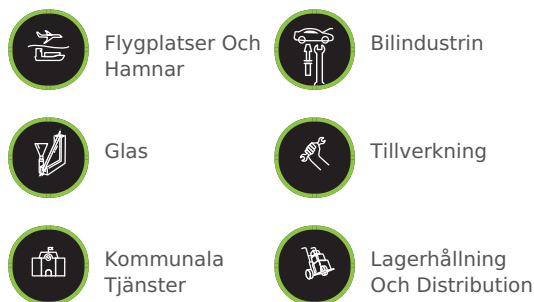 Flygplatser Och
Hamnar
Bilindustrin
Glas
Tillverkning
Kommunala
Tjänster
Lagerhållning
Och Distribution